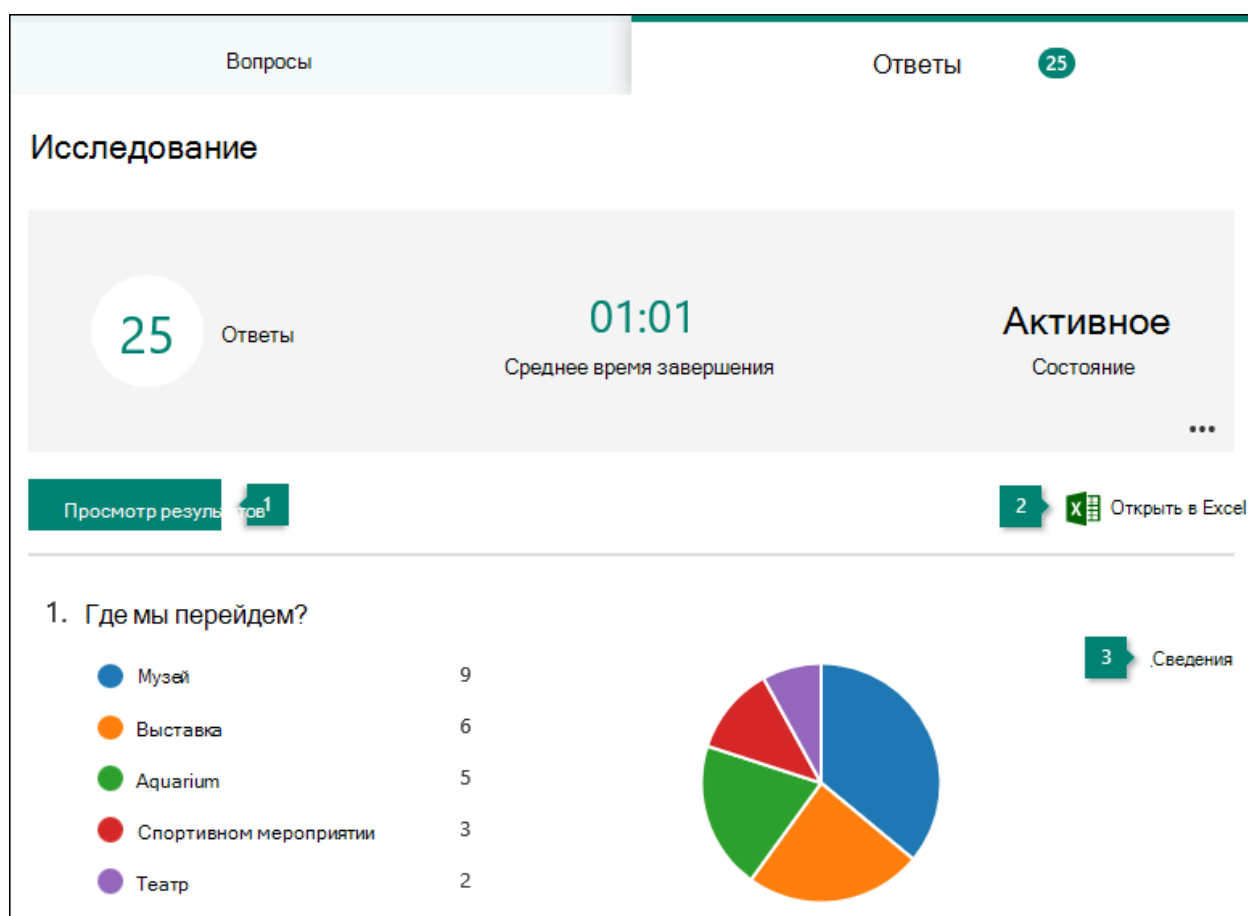 Вопросы
Ответы 25
Исследование
25 Ответы
01:01
Среднее время завершения
Активное
Состояние
Просмотр резуль тов 1
2 Открыть в Excel
1. Где мы перейдем?
3 Сведения
Музей 9
Выставка 6
Aquarium 5
Спортивном мероприятии 3
Театр 2